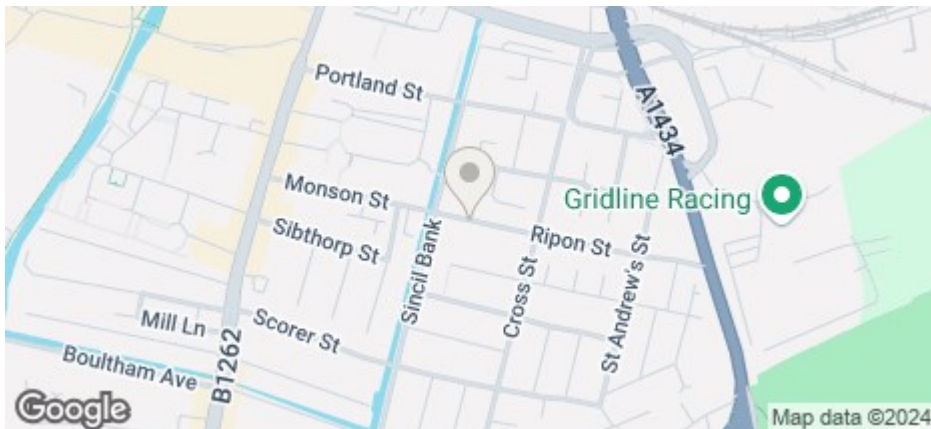 Portland St
A1434
Monson St
Gridline Racing
Sibthorp St
Sincil Bank
Ripon St
Cross St
St Andrew's St
Mill Ln
Scorer St
Boultham Ave
B1262
Google
Map data ©2024